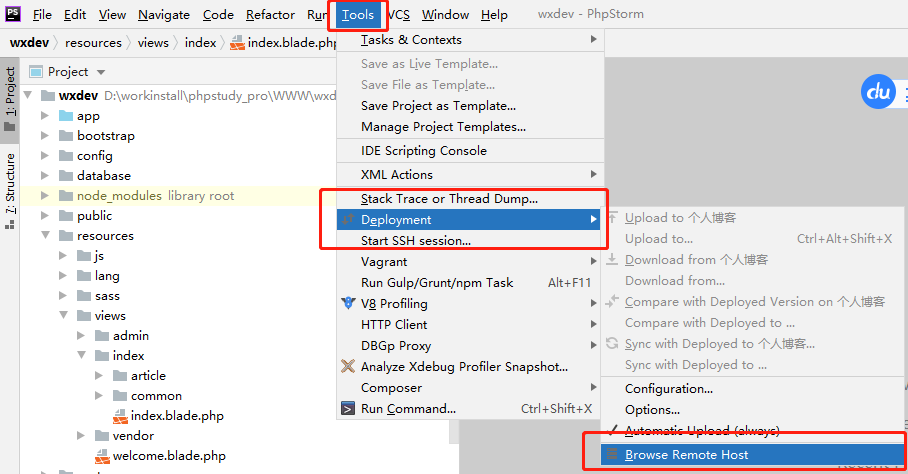 PS File Edit View Navigate Code Refactor Run Tools VCS Window Help wxdev - PhpStorm
wxdev resources views index index.blade.php
Project
1: Project
7: Structure
wxdev D:\workinstall\phpstudy_pro\WWW\wxd
app
bootstrap
config
database
node_modules library root
public
resources
js
lang
sass
views
admin
index
article
common
index.blade.php
vendor
welcome.blade.php
Tasks & Contexts
Save as Live Template...
Save File as Template...
Save Project as Template...
Manage Project Templates...
IDE Scripting Console
XML Actions
Stack Trace or Thread Dump...
Deployment
Start SSH session...
Vagrant
Run Gulp/Grunt/npm Task Alt+F11
V8 Profiling
HTTP Client
DBGp Proxy
Analyze Xdebug Profiler Snapshot...
Composer
Run Command... Ctrl+Shift+X
du
Upload to 个人博客
Upload to... Ctrl+Alt+Shift+X
Download from 个人博客
Download from...
Compare with Deployed Version on 个人博客
Compare with Deployed to ...
Sync with Deployed to 个人博客...
Sync with Deployed to ...
Configuration...
Options...
Automatic Upload (always)
Browse Remote Host